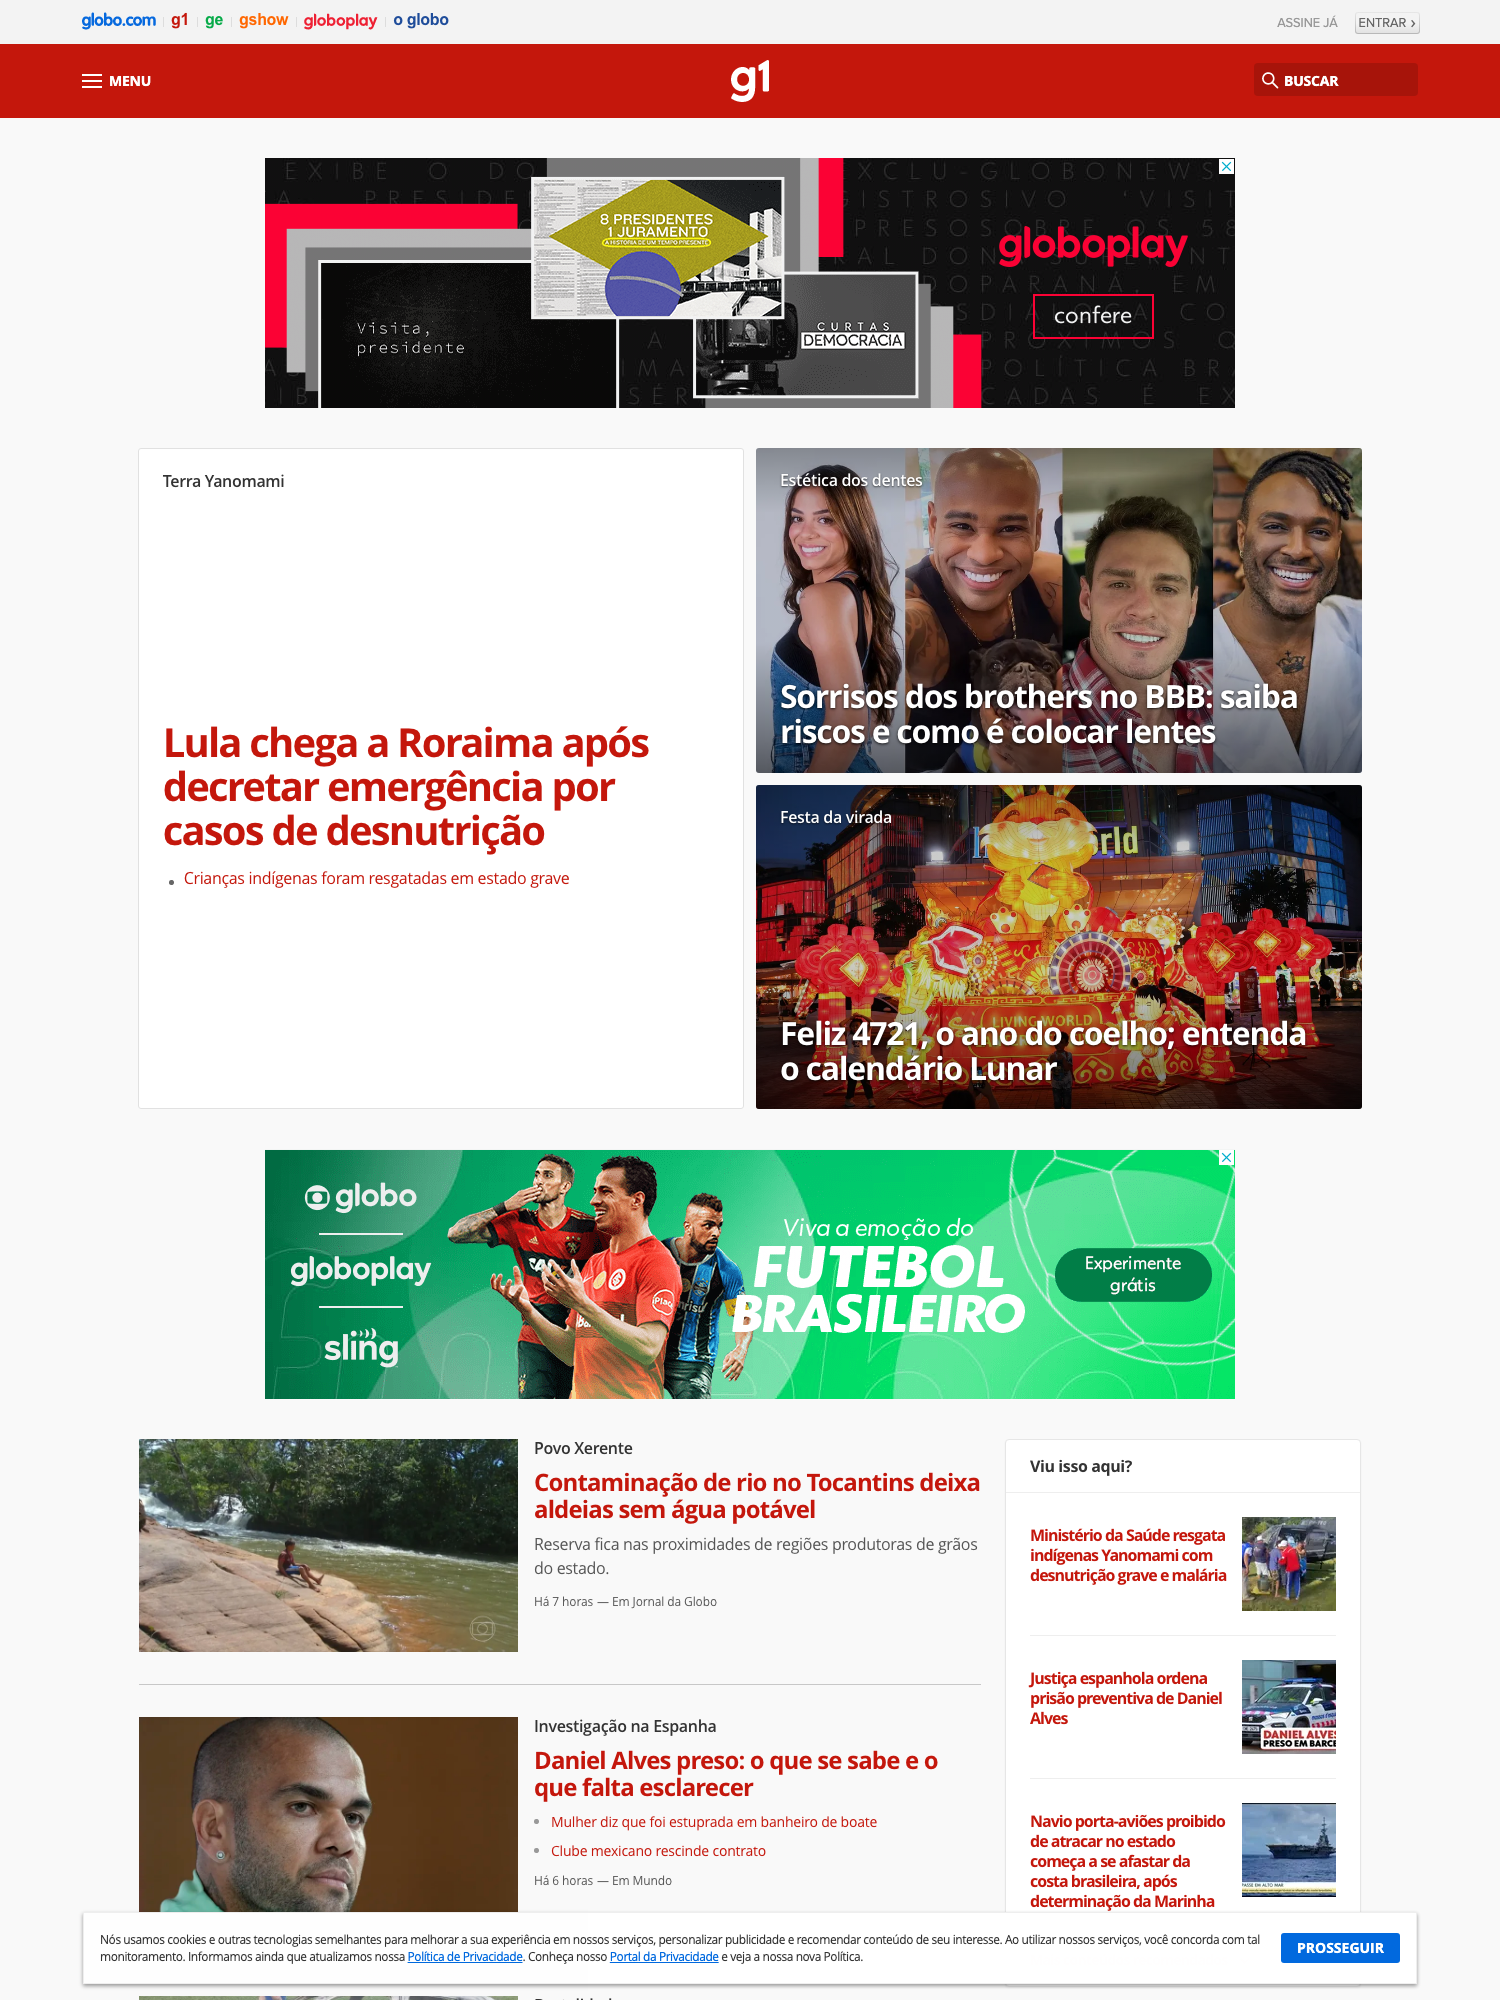 globo.com g1 ge gshow globoplay o globo
ASSINE JÁ ENTRAR ›
MENU
g1
BUSCAR
Visita,
presidente
8 PRESIDENTES
1 JURAMENTO
A HISTÓRIA DE UM TEMPO PRESENTE
CURTAS
DEMOCRACIA
globoplay
confere
Terra Yanomami
Lula chega a Roraima após
decretar emergência por
casos de desnutrição
Crianças indígenas foram resgatadas em estado grave
Estética dos dentes
Sorrisos dos brothers no BBB: saiba
riscos e como é colocar lentes
Festa da virada
LIVING WORLD
Feliz 4721, o ano do coelho; entenda
o calendário Lunar
globo
globoplay
sling
Viva a emoção do
FUTEBOL
BRASILEIRO
Experimente
grátis
Povo Xerente
Contaminação de rio no Tocantins deixa
aldeias sem água potável
Reserva fica nas proximidades de regiões produtoras de grãos
do estado.
Há 7 horas — Em Jornal da Globo
Investigação na Espanha
Daniel Alves preso: o que se sabe e o
que falta esclarecer
Mulher diz que foi estuprada em banheiro de boate
Clube mexicano rescinde contrato
Há 6 horas — Em Mundo
Viu isso aqui?
Ministério da Saúde resgata
indígenas Yanomami com
desnutrição grave e malária
Justiça espanhola ordena
prisão preventiva de Daniel
Alves
DANIEL ALVES
PRESO EM BARCE
Navio porta-aviões proibido
de atracar no estado
começa a se afastar da
costa brasileira, após
determinação da Marinha
Nós usamos cookies e outras tecnologias semelhantes para melhorar a sua experiência em nossos serviços, personalizar publicidade e recomendar conteúdo de seu interesse. Ao utilizar nossos serviços, você concorda com tal
monitoramento. Informamos ainda que atualizamos nossa Política de Privacidade. Conheça nosso Portal da Privacidade e veja a nossa nova Política.
PROSSEGUIR